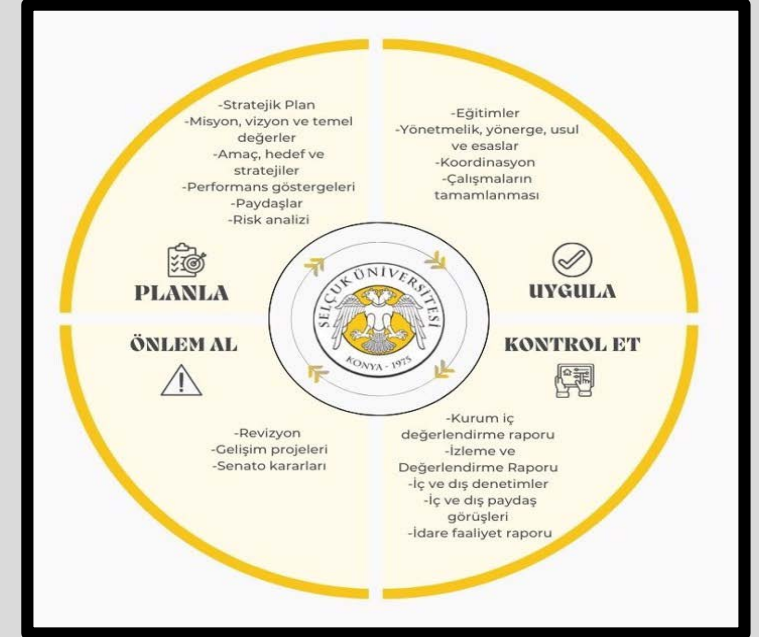 -Stratejik Plan
-Misyon, vizyon ve temel
değerler
-Amaç, hedef ve
stratejiler
-Performans göstergeleri
-Paydaşlar
-Risk analizi
PLANLA
-Eğitimler
-Yönetmelik, yönerge, usul
ve esaslar
-Koordinasyon
-Çalışmaların
tamamlanması
UYGULA
SELÇUK ÜNİVERSİTESİ
KONYA - 1975
ÖNLEM AL
-Revizyon
-Gelişim projeleri
-Senato kararları
KONTROL ET
-Kurum iç
değerlendirme raporu
-İzleme ve
Değerlendirme Raporu
-İç ve dış denetimler
-İç ve dış paydaş
görüşleri
-İdare faaliyet raporu